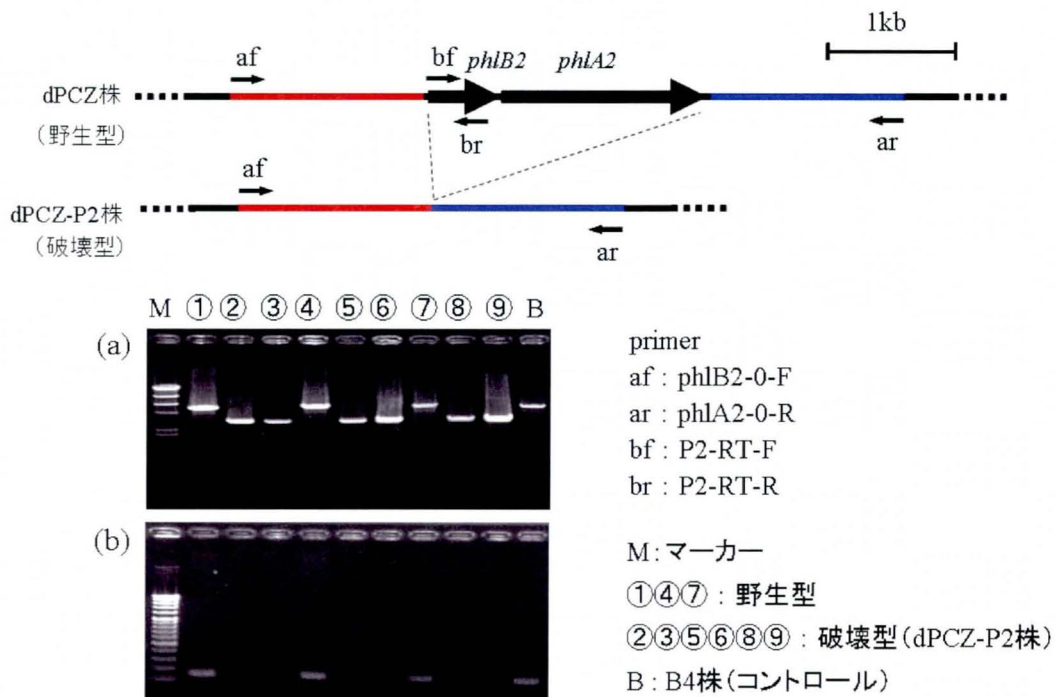 1kb
af
bf
phlB2
phlA2
dPCZ株
(野生型)
br
ar
af
dPCZ-P2株
(破壊型)
ar
M ① ② ③ ④ ⑤ ⑥ ⑦ ⑧ ⑨ B
(a)
(b)
primer
af : phlB2-0-F
ar : phlA2-0-R
bf : P2-RT-F
br : P2-RT-R
M : マーカー
①④⑦ : 野生型
②③⑤⑥⑧⑨ : 破壊型(dPCZ-P2株)
B : B4株(コントロール)